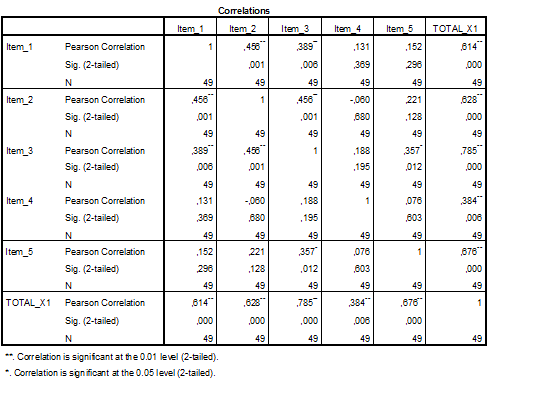 Correlations
Item_1 Item_2 Item_3 Item_4 Item_5 TOTAL_X1
Item_1 Pearson Correlation 1 ,456** ,389** ,131 ,152 ,614**
Sig. (2-tailed) ,001 ,006 ,369 ,296 ,000
N 49 49 49 49 49 49
Item_2 Pearson Correlation ,456** 1 ,456** -,060 ,221 ,628**
Sig. (2-tailed) ,001 ,001 ,680 ,128 ,000
N 49 49 49 49 49 49
Item_3 Pearson Correlation ,389** ,456** 1 ,188 ,357* ,785**
Sig. (2-tailed) ,006 ,001 ,195 ,012 ,000
N 49 49 49 49 49 49
Item_4 Pearson Correlation ,131 -,060 ,188 1 ,076 ,384**
Sig. (2-tailed) ,369 ,680 ,195 ,603 ,006
N 49 49 49 49 49 49
Item_5 Pearson Correlation ,152 ,221 ,357* ,076 1 ,676**
Sig. (2-tailed) ,296 ,128 ,012 ,603 ,000
N 49 49 49 49 49 49
TOTAL_X1 Pearson Correlation ,614** ,628** ,785** ,384** ,676** 1
Sig. (2-tailed) ,000 ,000 ,000 ,006 ,000
N 49 49 49 49 49 49
**. Correlation is significant at the 0.01 level (2-tailed).
*. Correlation is significant at the 0.05 level (2-tailed).